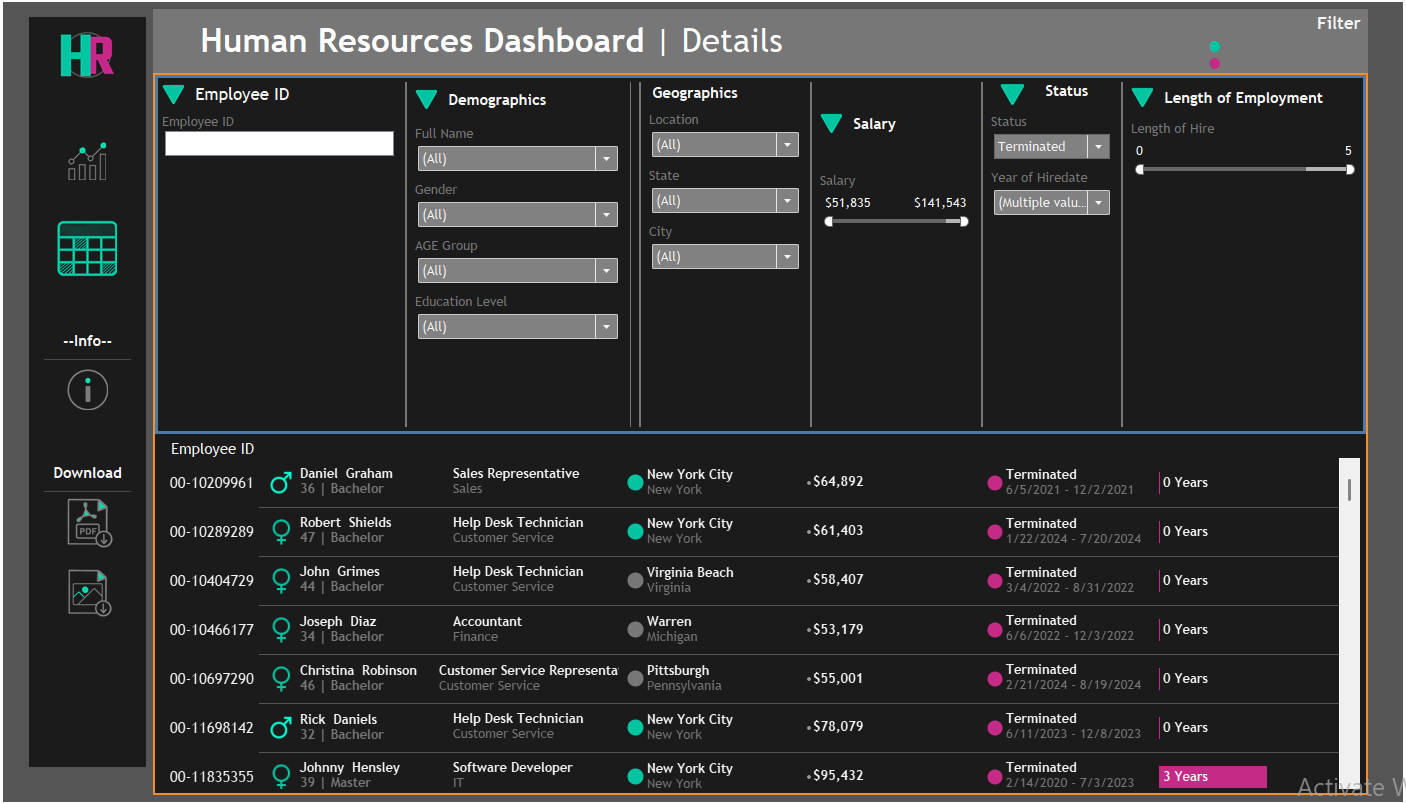 HR
Human Resources Dashboard | Details
Filter
--Info--
Download
PDF
Employee ID
Employee ID
Demographics
Full Name
(All)
Gender
(All)
AGE Group
(All)
Education Level
(All)
Geographics
Location
(All)
State
(All)
City
(All)
Salary
Salary
$51,835 $141,543
Status
Status
Terminated
Year of Hiredate
(Multiple valu...
Length of Employment
Length of Hire
0 5
Employee ID
00-10209961 Daniel Graham Sales Representative New York City $64,892 Terminated 0 Years
36 | Bachelor Sales New York 6/5/2021 - 12/2/2021
00-10289289 Robert Shields Help Desk Technician New York City $61,403 Terminated 0 Years
47 | Bachelor Customer Service New York 1/22/2024 - 7/20/2024
00-10404729 John Grimes Help Desk Technician Virginia Beach $58,407 Terminated 0 Years
44 | Bachelor Customer Service Virginia 3/4/2022 - 8/31/2022
00-10466177 Joseph Diaz Accountant Warren $53,179 Terminated 0 Years
34 | Bachelor Finance Michigan 6/6/2022 - 12/3/2022
00-10697290 Christina Robinson Customer Service Representa Pittsburgh $55,001 Terminated 0 Years
46 | Bachelor Customer Service Pennsylvania 2/21/2024 - 8/19/2024
00-11698142 Rick Daniels Help Desk Technician New York City $78,079 Terminated 0 Years
32 | Bachelor Customer Service New York 6/11/2023 - 12/8/2023
00-11835355 Johnny Hensley Software Developer New York City $95,432 Terminated 3 Years
39 | Master IT New York 2/14/2020 - 7/3/2023
Activate W